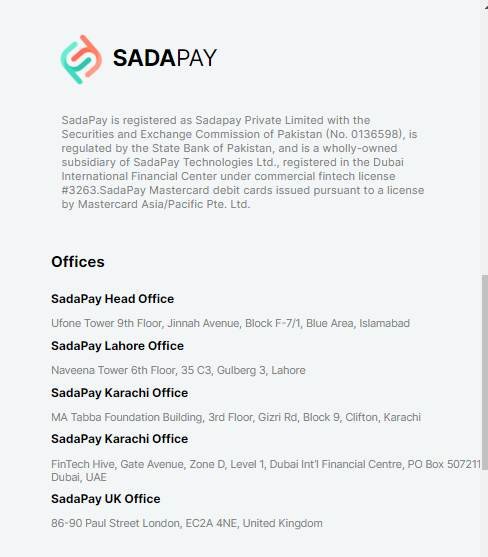 SADAPAY
SadaPay is registered as Sadapay Private Limited with the
Securities and Exchange Commission of Pakistan (No. 0136598), is
regulated by the State Bank of Pakistan, and is a wholly-owned
subsidiary of SadaPay Technologies Ltd., registered in the Dubai
International Financial Center under commercial fintech license
#3263.SadaPay Mastercard debit cards issued pursuant to a license
by Mastercard Asia/Pacific Pte. Ltd.
Offices
SadaPay Head Office
Ufone Tower 9th Floor, Jinnah Avenue, Block F-7/1, Blue Area, Islamabad
SadaPay Lahore Office
Naveena Tower 6th Floor, 35 C3, Gulberg 3, Lahore
SadaPay Karachi Office
MA Tabba Foundation Building, 3rd Floor, Gizri Rd, Block 9, Clifton, Karachi
SadaPay Karachi Office
FinTech Hive, Gate Avenue, Zone D, Level 1, Dubai Int'l Financial Centre, PO Box 507211
Dubai, UAE
SadaPay UK Office
86-90 Paul Street London, EC2A 4NE, United Kingdom